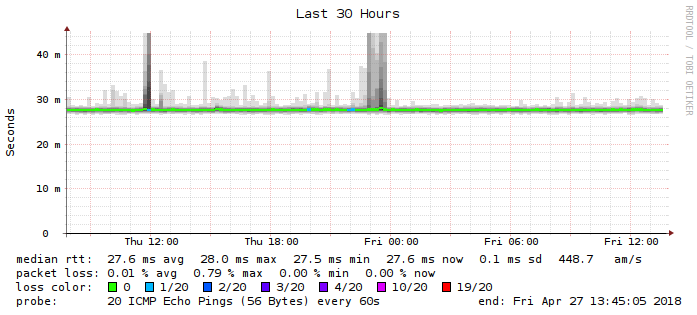 Last 30 Hours
RRDTOOL / TOBI OETIKER
Seconds
40 m
30 m
20 m
10 m
0
Thu 12:00 Thu 18:00 Fri 00:00 Fri 06:00 Fri 12:00
median rtt: 27.6 ms avg 28.0 ms max 27.5 ms min 27.6 ms now 0.1 ms sd 448.7 am/s
packet loss: 0.01 % avg 0.79 % max 0.00 % min 0.00 % now
loss color: 0 1/20 2/20 3/20 4/20 10/20 19/20
probe: 20 ICMP Echo Pings (56 Bytes) every 60s end: Fri Apr 27 13:45:05 2018